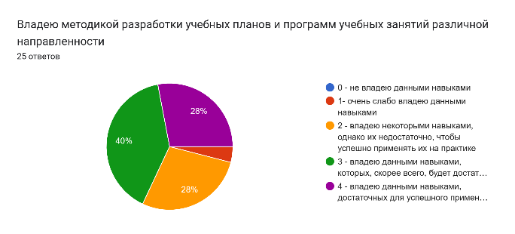 Владею методикой разработки учебных планов и программ учебных занятий различной
направленности
25 ответов
28%
40%
28%
0 - не владею данными навыками
1- очень слабо владею данными
навыками
2 - владею некоторыми навыками,
однако их недостаточно, чтобы
успешно применять их на практике
3 - владею данными навыками,
которых, скорее всего, будет достат…
4 - владею данными навыками,
достаточных для успешного примен…